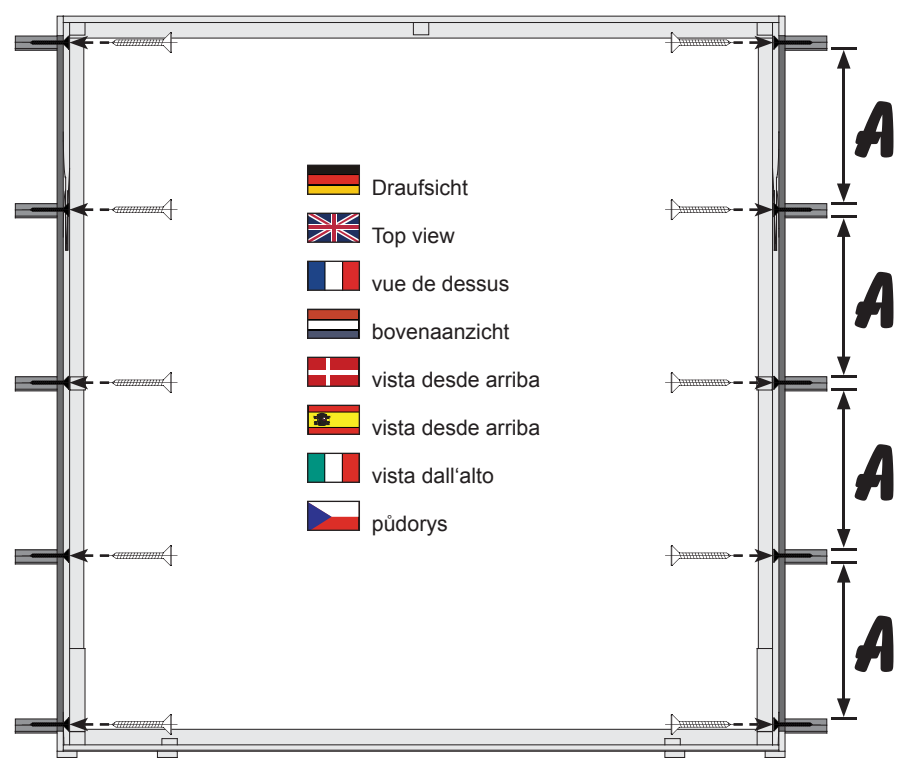 Draufsicht
Top view
vue de dessus
bovenaanzicht
vista desde arriba
vista desde arriba
vista dall‘alto
půdorys
A
A
A
A